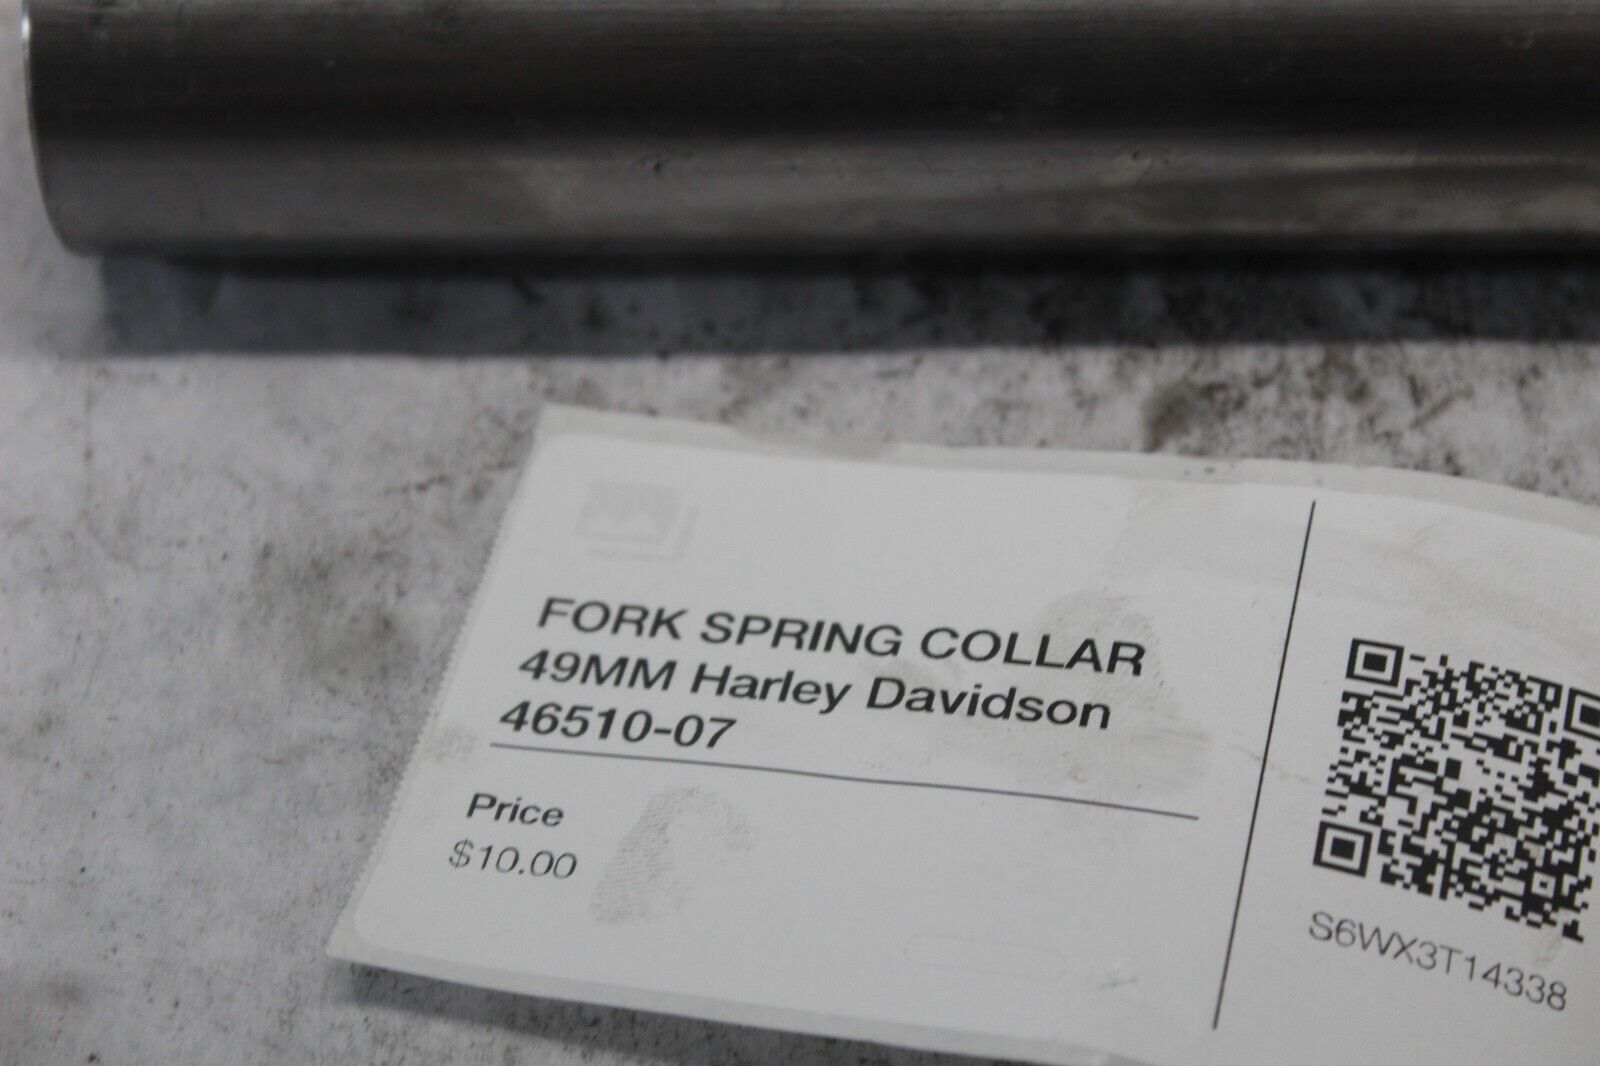 FORK SPRING COLLAR
49MM Harley Davidson
46510-07
Price
$10.00
S6WX3T14338